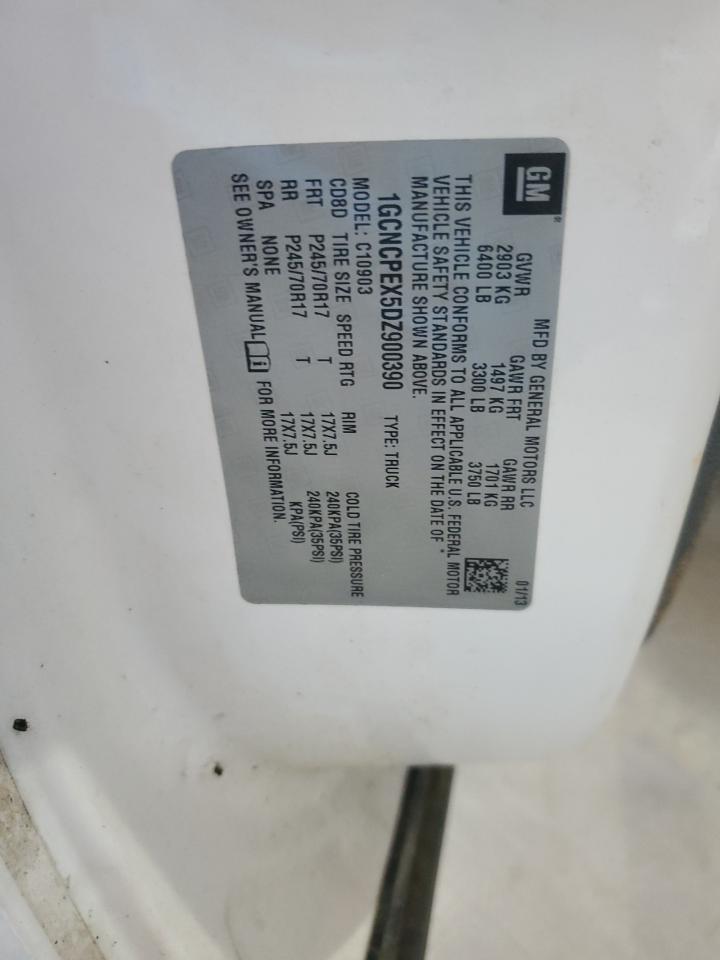 GM®
MFD BY GENERAL MOTORS LLC 01/13
GVWR GAWR FRT GAWR RR
2903 KG 1497 KG 1701 KG
6400 LB 3300 LB 3750 LB
THIS VEHICLE CONFORMS TO ALL APPLICABLE U.S. FEDERAL MOTOR
VEHICLE SAFETY STANDARDS IN EFFECT ON THE DATE OF *
MANUFACTURE SHOWN ABOVE.
1GCNCPEX5DZ900390 TYPE: TRUCK
MODEL: C10903
CD8D TIRE SIZE SPEED RTG RIM COLD TIRE PRESSURE
FRT P245/70R17 T 17X7.5J 240KPA(35PSI)
RR P245/70R17 T 17X7.5J 240KPA(35PSI)
SPA NONE KPA(PSI)
SEE OWNER'S MANUAL i FOR MORE INFORMATION.